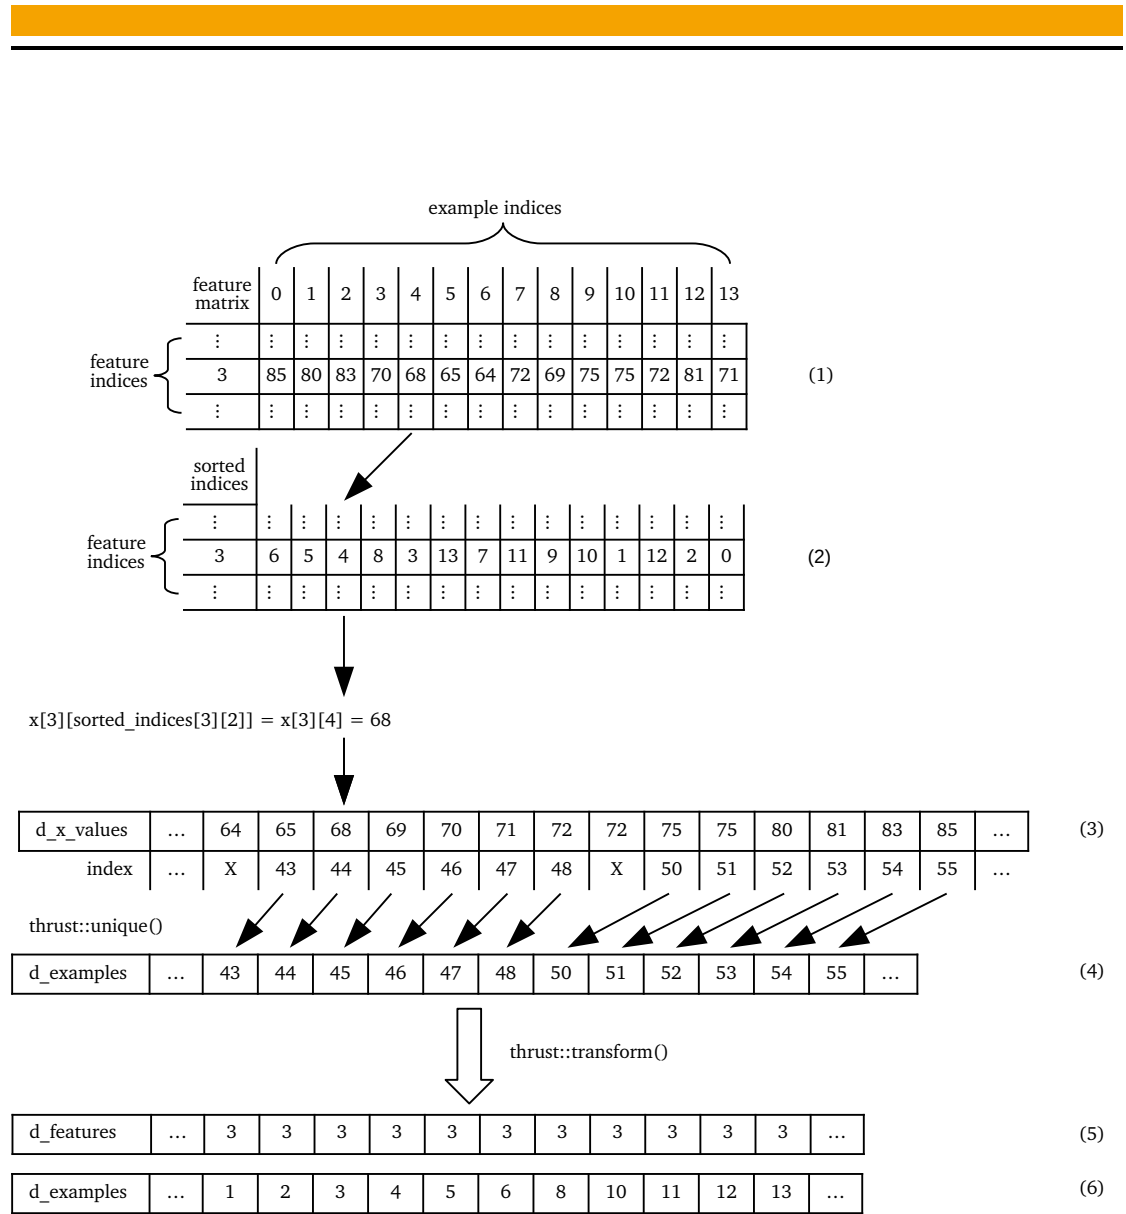 example indices
feature matrix 0 1 2 3 4 5 6 7 8 9 10 11 12 13
⋮ ⋮ ⋮ ⋮ ⋮ ⋮ ⋮ ⋮ ⋮ ⋮ ⋮ ⋮ ⋮ ⋮ ⋮
feature indices 3 85 80 83 70 68 65 64 72 69 75 75 72 81 71 (1)
⋮ ⋮ ⋮ ⋮ ⋮ ⋮ ⋮ ⋮ ⋮ ⋮ ⋮ ⋮ ⋮ ⋮ ⋮
sorted indices
⋮ ⋮ ⋮ ⋮ ⋮ ⋮ ⋮ ⋮ ⋮ ⋮ ⋮ ⋮ ⋮ ⋮ ⋮
feature indices 3 6 5 4 8 3 13 7 11 9 10 1 12 2 0 (2)
⋮ ⋮ ⋮ ⋮ ⋮ ⋮ ⋮ ⋮ ⋮ ⋮ ⋮ ⋮ ⋮ ⋮ ⋮
x[3][sorted_indices[3][2]] = x[3][4] = 68
d_x_values … 64 65 68 69 70 71 72 72 75 75 80 81 83 85 … (3)
index … X 43 44 45 46 47 48 X 50 51 52 53 54 55 …
thrust::unique()
d_examples … 43 44 45 46 47 48 50 51 52 53 54 55 … (4)
thrust::transform()
d_features … 3 3 3 3 3 3 3 3 3 3 3 … (5)
d_examples … 1 2 3 4 5 6 8 10 11 12 13 … (6)